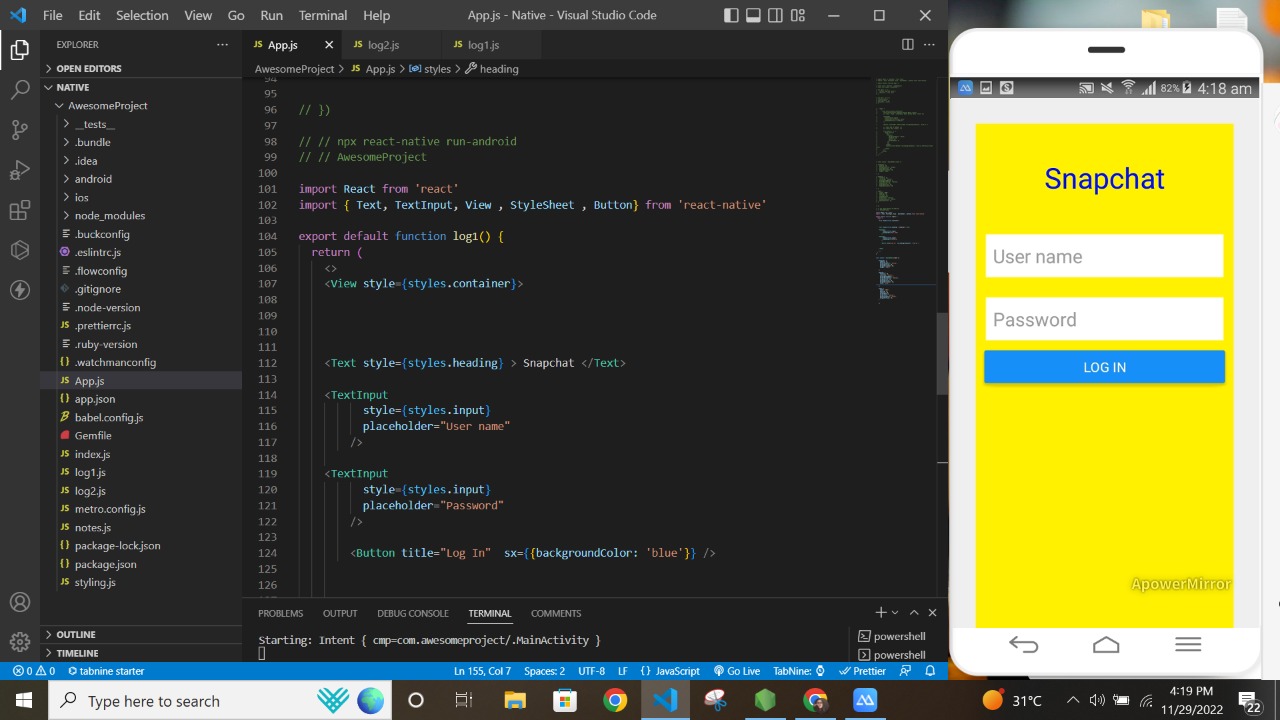 File Edit Selection View Go Run Terminal Help App.js - Native - Visual Studio Code
EXPLORER
OPEN EDITORS
NATIVE
AwesomeProject
__tests__
.bundle
.idea
android
ios
node_modules
.buckconfig
.eslintrc.js
.flowconfig
.gitignore
.node-version
.prettierrc.js
.ruby-version
.watchmanconfig
App.js
app.json
babel.config.js
Gemfile
index.js
log1.js
log2.js
metro.config.js
notes.js
package-lock.json
package.json
styling.js
OUTLINE
TIMELINE
App.js log2.js log1.js
AwesomeProject > App.js > styles > heading
94
95
96 // })
97
98 // // npx react-native run-android
99 // // AwesomeProject
100
101 import React from 'react'
102 import { Text, TextInput, View , StyleSheet , Button} from 'react-native'
103
104 export default function log1() {
105 return (
106 <>
107 <View style={styles.container}>
108
109
110
111
112 <Text style={styles.heading} > Snapchat </Text>
113
114 <TextInput
115 style={styles.input}
116 placeholder="User name"
117 />
118
119 <TextInput
120 style={styles.input}
121 placeholder="Password"
122 />
123
124 <Button title="Log In" sx={{backgroundColor: 'blue'}} />
125
126
PROBLEMS OUTPUT DEBUG CONSOLE TERMINAL COMMENTS
Starting: Intent { cmp=com.awesomeproject/.MainActivity }
powershell
powershell
0 0 tabnine starter Ln 155, Col 7 Spaces: 2 UTF-8 LF {} JavaScript Go Live TabNine: Prettier
82% 4:18 am
Snapchat
User name
Password
LOG IN
ApowerMirror
Type here to search
31°C
4:19 PM
11/29/2022
22